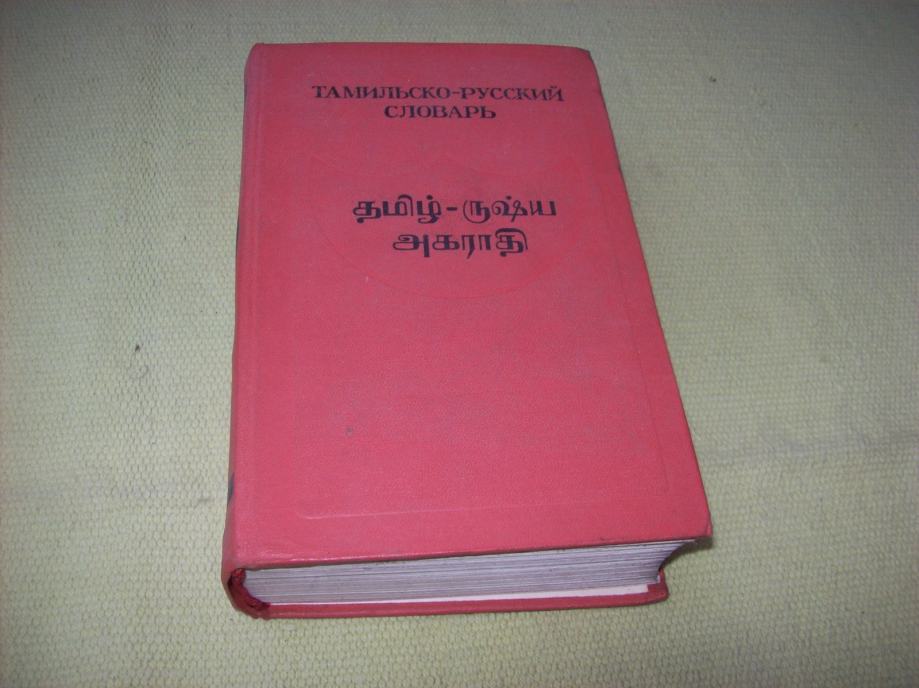 ТАМИЛЬСКО-РУССКИЙ
СЛОВАРЬ
தமிழ்-ருஷ்ய
அகராதி